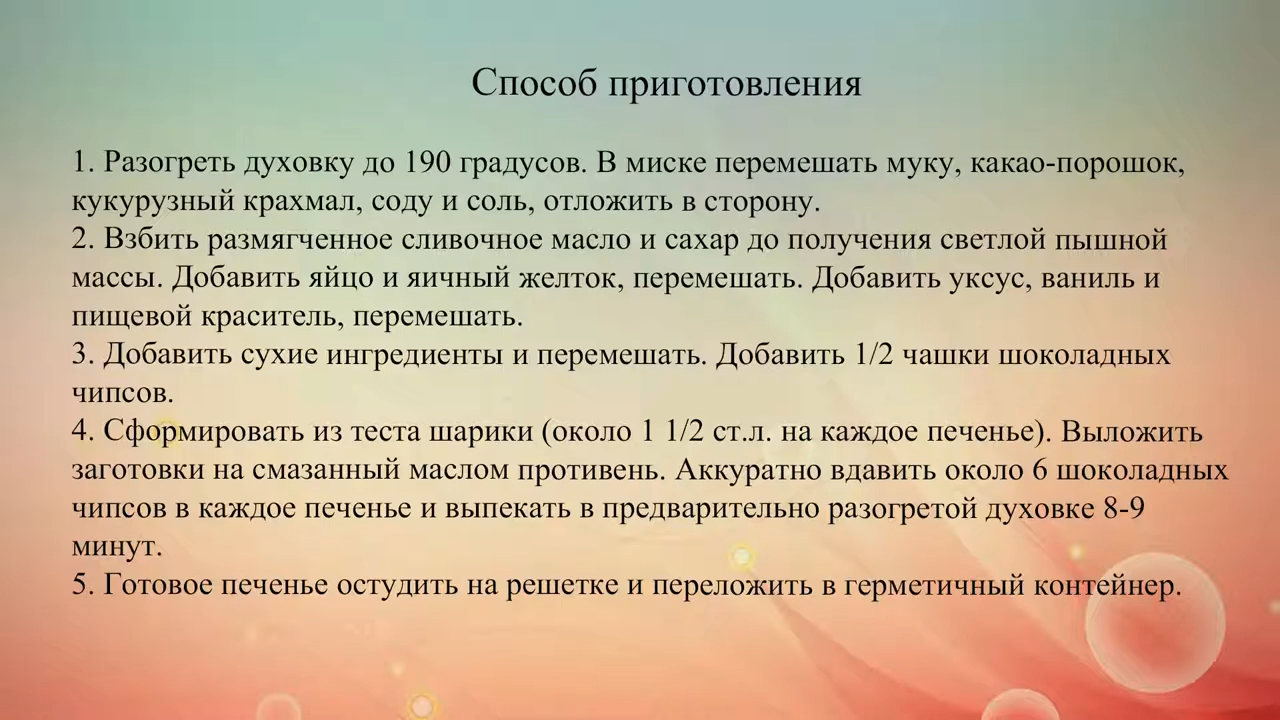 Способ приготовления
1. Разогреть духовку до 190 градусов. В миске перемешать муку, какао-порошок,
кукурузный крахмал, соду и соль, отложить в сторону.
2. Взбить размягченное сливочное масло и сахар до получения светлой пышной
массы. Добавить яйцо и яичный желток, перемешать. Добавить уксус, ваниль и
пищевой краситель, перемешать.
3. Добавить сухие ингредиенты и перемешать. Добавить 1/2 чашки шоколадных
чипсов.
4. Сформировать из теста шарики (около 1 1/2 ст.л. на каждое печенье). Выложить
заготовки на смазанный маслом противень. Аккуратно вдавить около 6 шоколадных
чипсов в каждое печенье и выпекать в предварительно разогретой духовке 8-9
минут.
5. Готовое печенье остудить на решетке и переложить в герметичный контейнер.